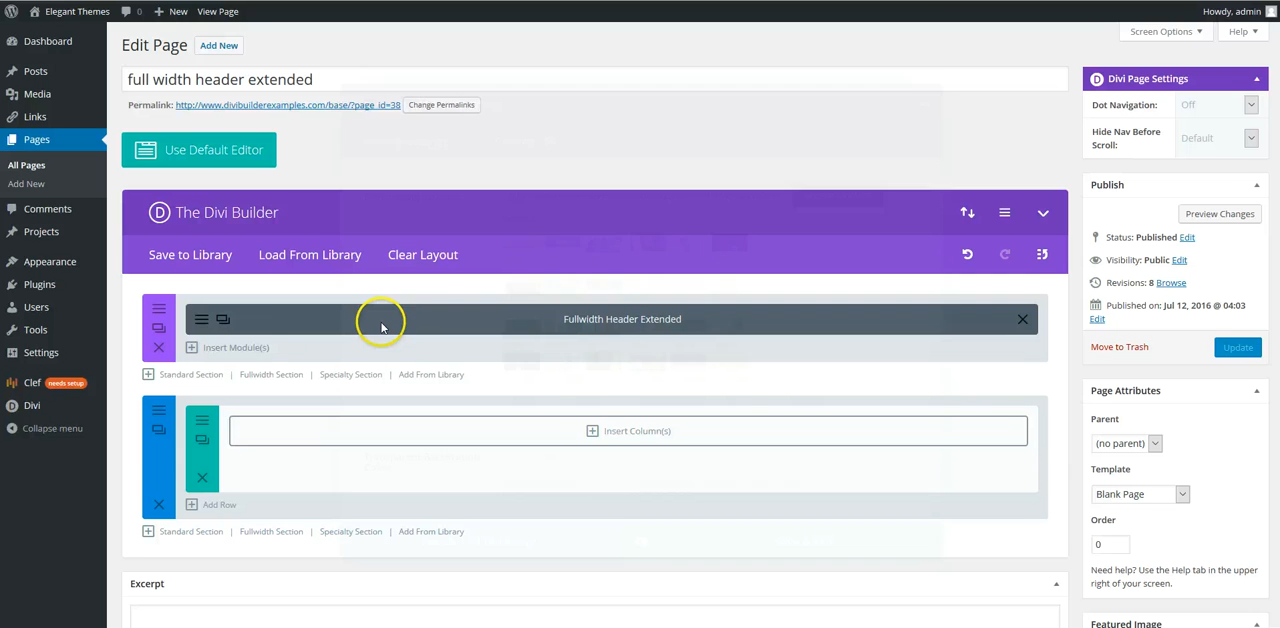 Elegant Themes 0 New View Page Howdy, admin
Screen Options Help
Dashboard
Posts
Media
Links
Pages
All Pages
Add New
Comments
Projects
Appearance
Plugins
Users
Tools
Settings
Clef needs setup
Divi
Collapse menu
Edit Page Add New
full width header extended
Permalink: http://www.divibuilderexamples.com/base/?page_id=38 Change Permalinks
Use Default Editor
The Divi Builder
Save to Library Load From Library Clear Layout
Fullwidth Header Extended
Insert Module(s)
Standard Section | Fullwidth Section | Specialty Section | Add From Library
Insert Column(s)
Add Row
Standard Section | Fullwidth Section | Specialty Section | Add From Library
Excerpt
Divi Page Settings
Dot Navigation: Off
Hide Nav Before Default
Scroll:
Publish
Preview Changes
Status: Published Edit
Visibility: Public Edit
Revisions: 8 Browse
Published on: Jul 12, 2016 @ 04:03
Edit
Move to Trash Update
Page Attributes
Parent
(no parent)
Template
Blank Page
Order
0
Need help? Use the Help tab in the upper
right of your screen.
Featured Image